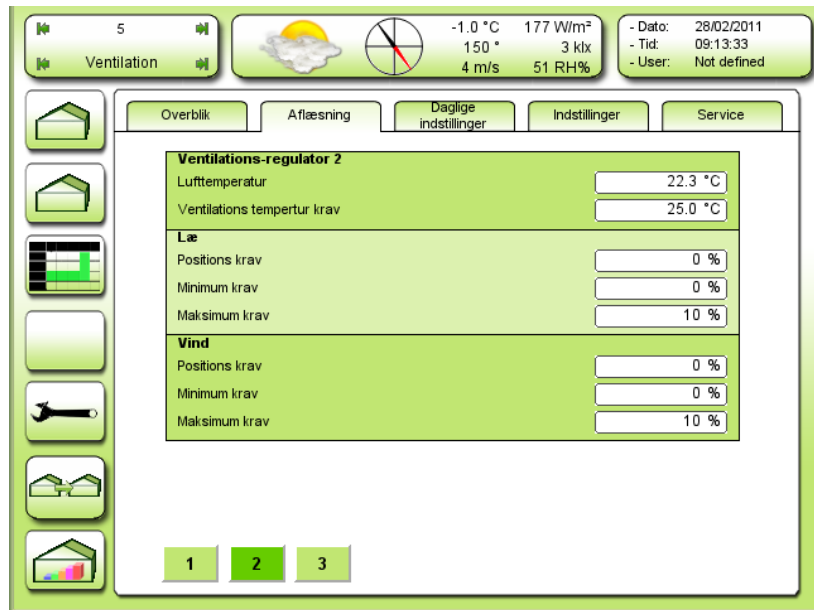 5
Ventilation
-1.0 °C 177 W/m²
150 ° 3 klx
4 m/s 51 RH%
- Dato: 28/02/2011
- Tid: 09:13:33
- User: Not defined
Overblik
Aflæsning
Daglige
indstillinger
Indstillinger
Service
Ventilations-regulator 2
Lufttemperatur 22.3 °C
Ventilations tempertur krav 25.0 °C
Læ
Positions krav 0 %
Minimum krav 0 %
Maksimum krav 10 %
Vind
Positions krav 0 %
Minimum krav 0 %
Maksimum krav 10 %
1 2 3